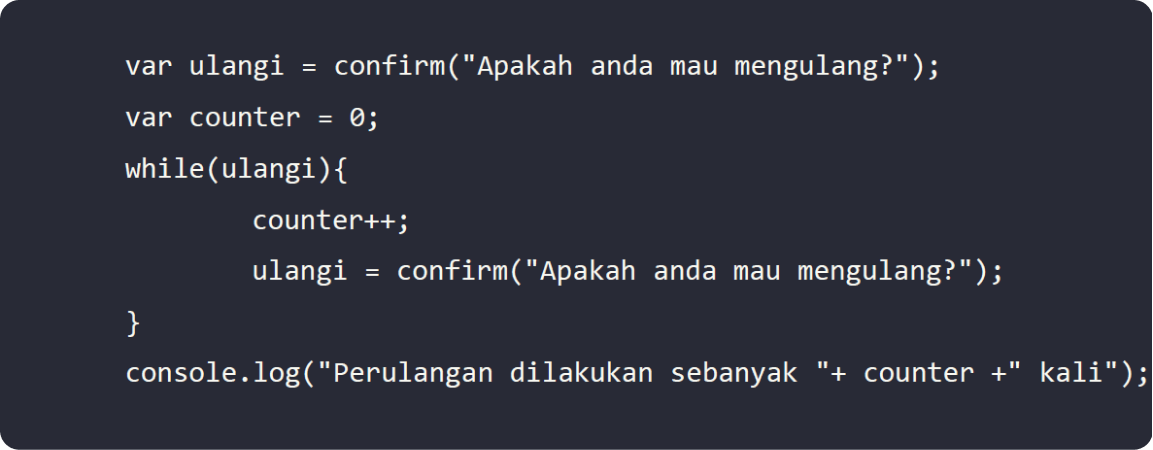 var ulangi = confirm("Apakah anda mau mengulang?");
var counter = 0;
while(ulangi){
counter++;
ulangi = confirm("Apakah anda mau mengulang?");
}
console.log("Perulangan dilakukan sebanyak "+ counter +" kali");